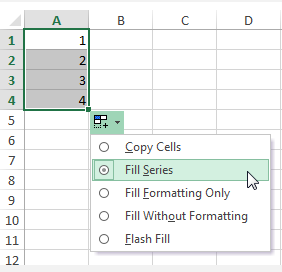 A B C D
1 1
2 2
3 3
4 4
5
6
7 Copy Cells
8 Fill Series
9 Fill Formatting Only
10 Fill Without Formatting
11 Flash Fill
12